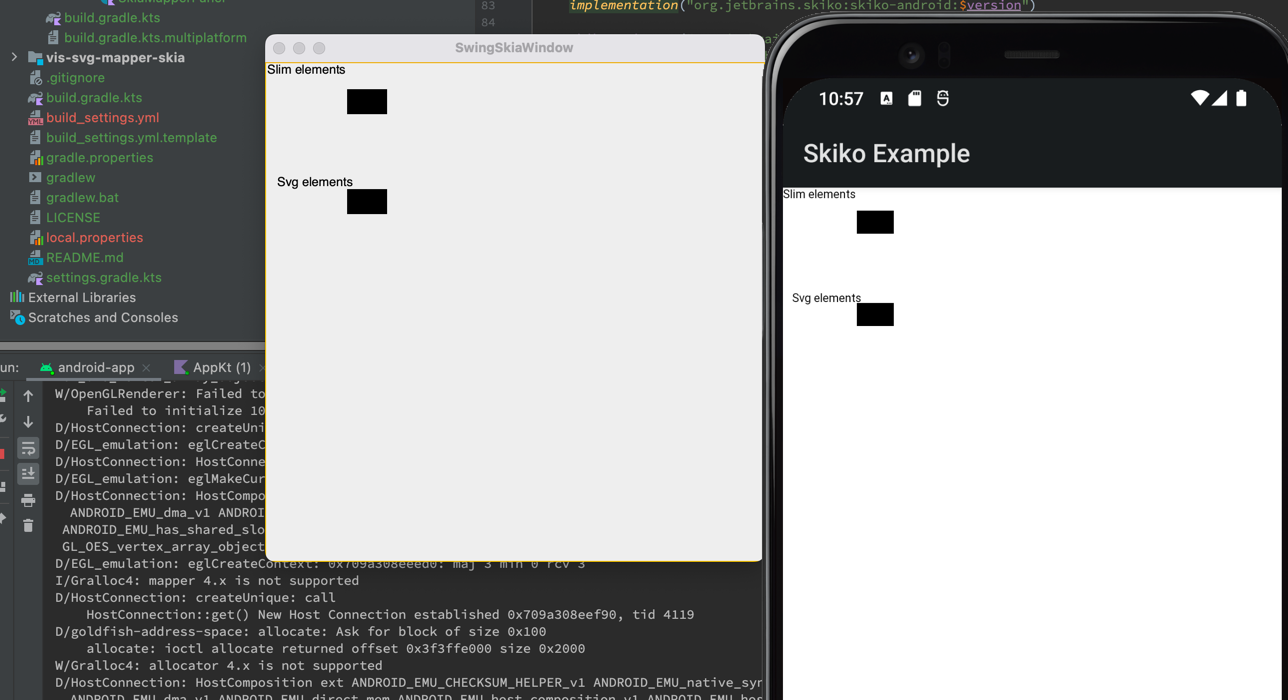 build.gradle.kts
build.gradle.kts.multiplatform
vis-svg-mapper-skia
.gitignore
build.gradle.kts
build_settings.yml
build_settings.yml.template
gradle.properties
gradlew
gradlew.bat
LICENSE
local.properties
README.md
settings.gradle.kts
External Libraries
Scratches and Consoles
83
84
implementation("org.jetbrains.skiko:skiko-android:$version")
SwingSkiaWindow
Slim elements
Svg elements
10:57
Skiko Example
Slim elements
Svg elements
un:
android-app
AppKt (1)
W/OpenGLRenderer: Failed to
Failed to initialize 10
D/HostConnection: createUni
D/EGL_emulation: eglCreateC
D/HostConnection: HostConne
D/EGL_emulation: eglMakeCur
D/HostConnection: HostCompo
ANDROID_EMU_dma_v1 ANDROI
ANDROID_EMU_has_shared_slo
GL_OES_vertex_array_object
D/EGL_emulation: eglCreateContext: 0x709a308eeed0: maj 3 min 0 rcv 3
I/Gralloc4: mapper 4.x is not supported
D/HostConnection: createUnique: call
HostConnection::get() New Host Connection established 0x709a308eef90, tid 4119
D/goldfish-address-space: allocate: Ask for block of size 0x100
allocate: ioctl allocate returned offset 0x3f3ffe000 size 0x2000
W/Gralloc4: allocator 4.x is not supported
D/HostConnection: HostComposition ext ANDROID_EMU_CHECKSUM_HELPER_v1 ANDROID_EMU_native_syn
ANDROID_EMU_dma_v1 ANDROID_EMU_direct_mem ANDROID_EMU_host_composition_v1 ANDROID_EMU_hos